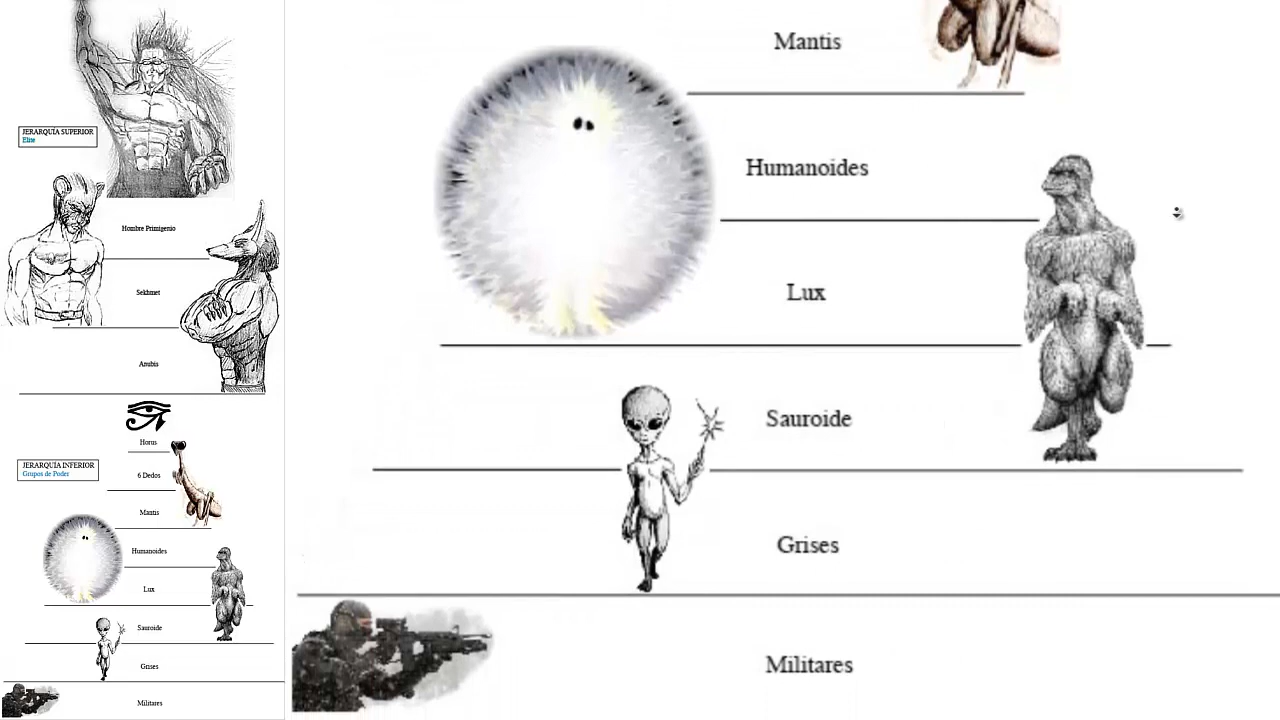 JERARQUÍA SUPERIOR
Elite
Hombre Primigenio
Sekhmet
Anubis
Horus
JERARQUÍA INFERIOR
Grupos de Poder
6 Dedos
Mantis
Humanoides
Lux
Sauroide
Grises
Militares
Mantis
Humanoides
Lux
Sauroide
Grises
Militares